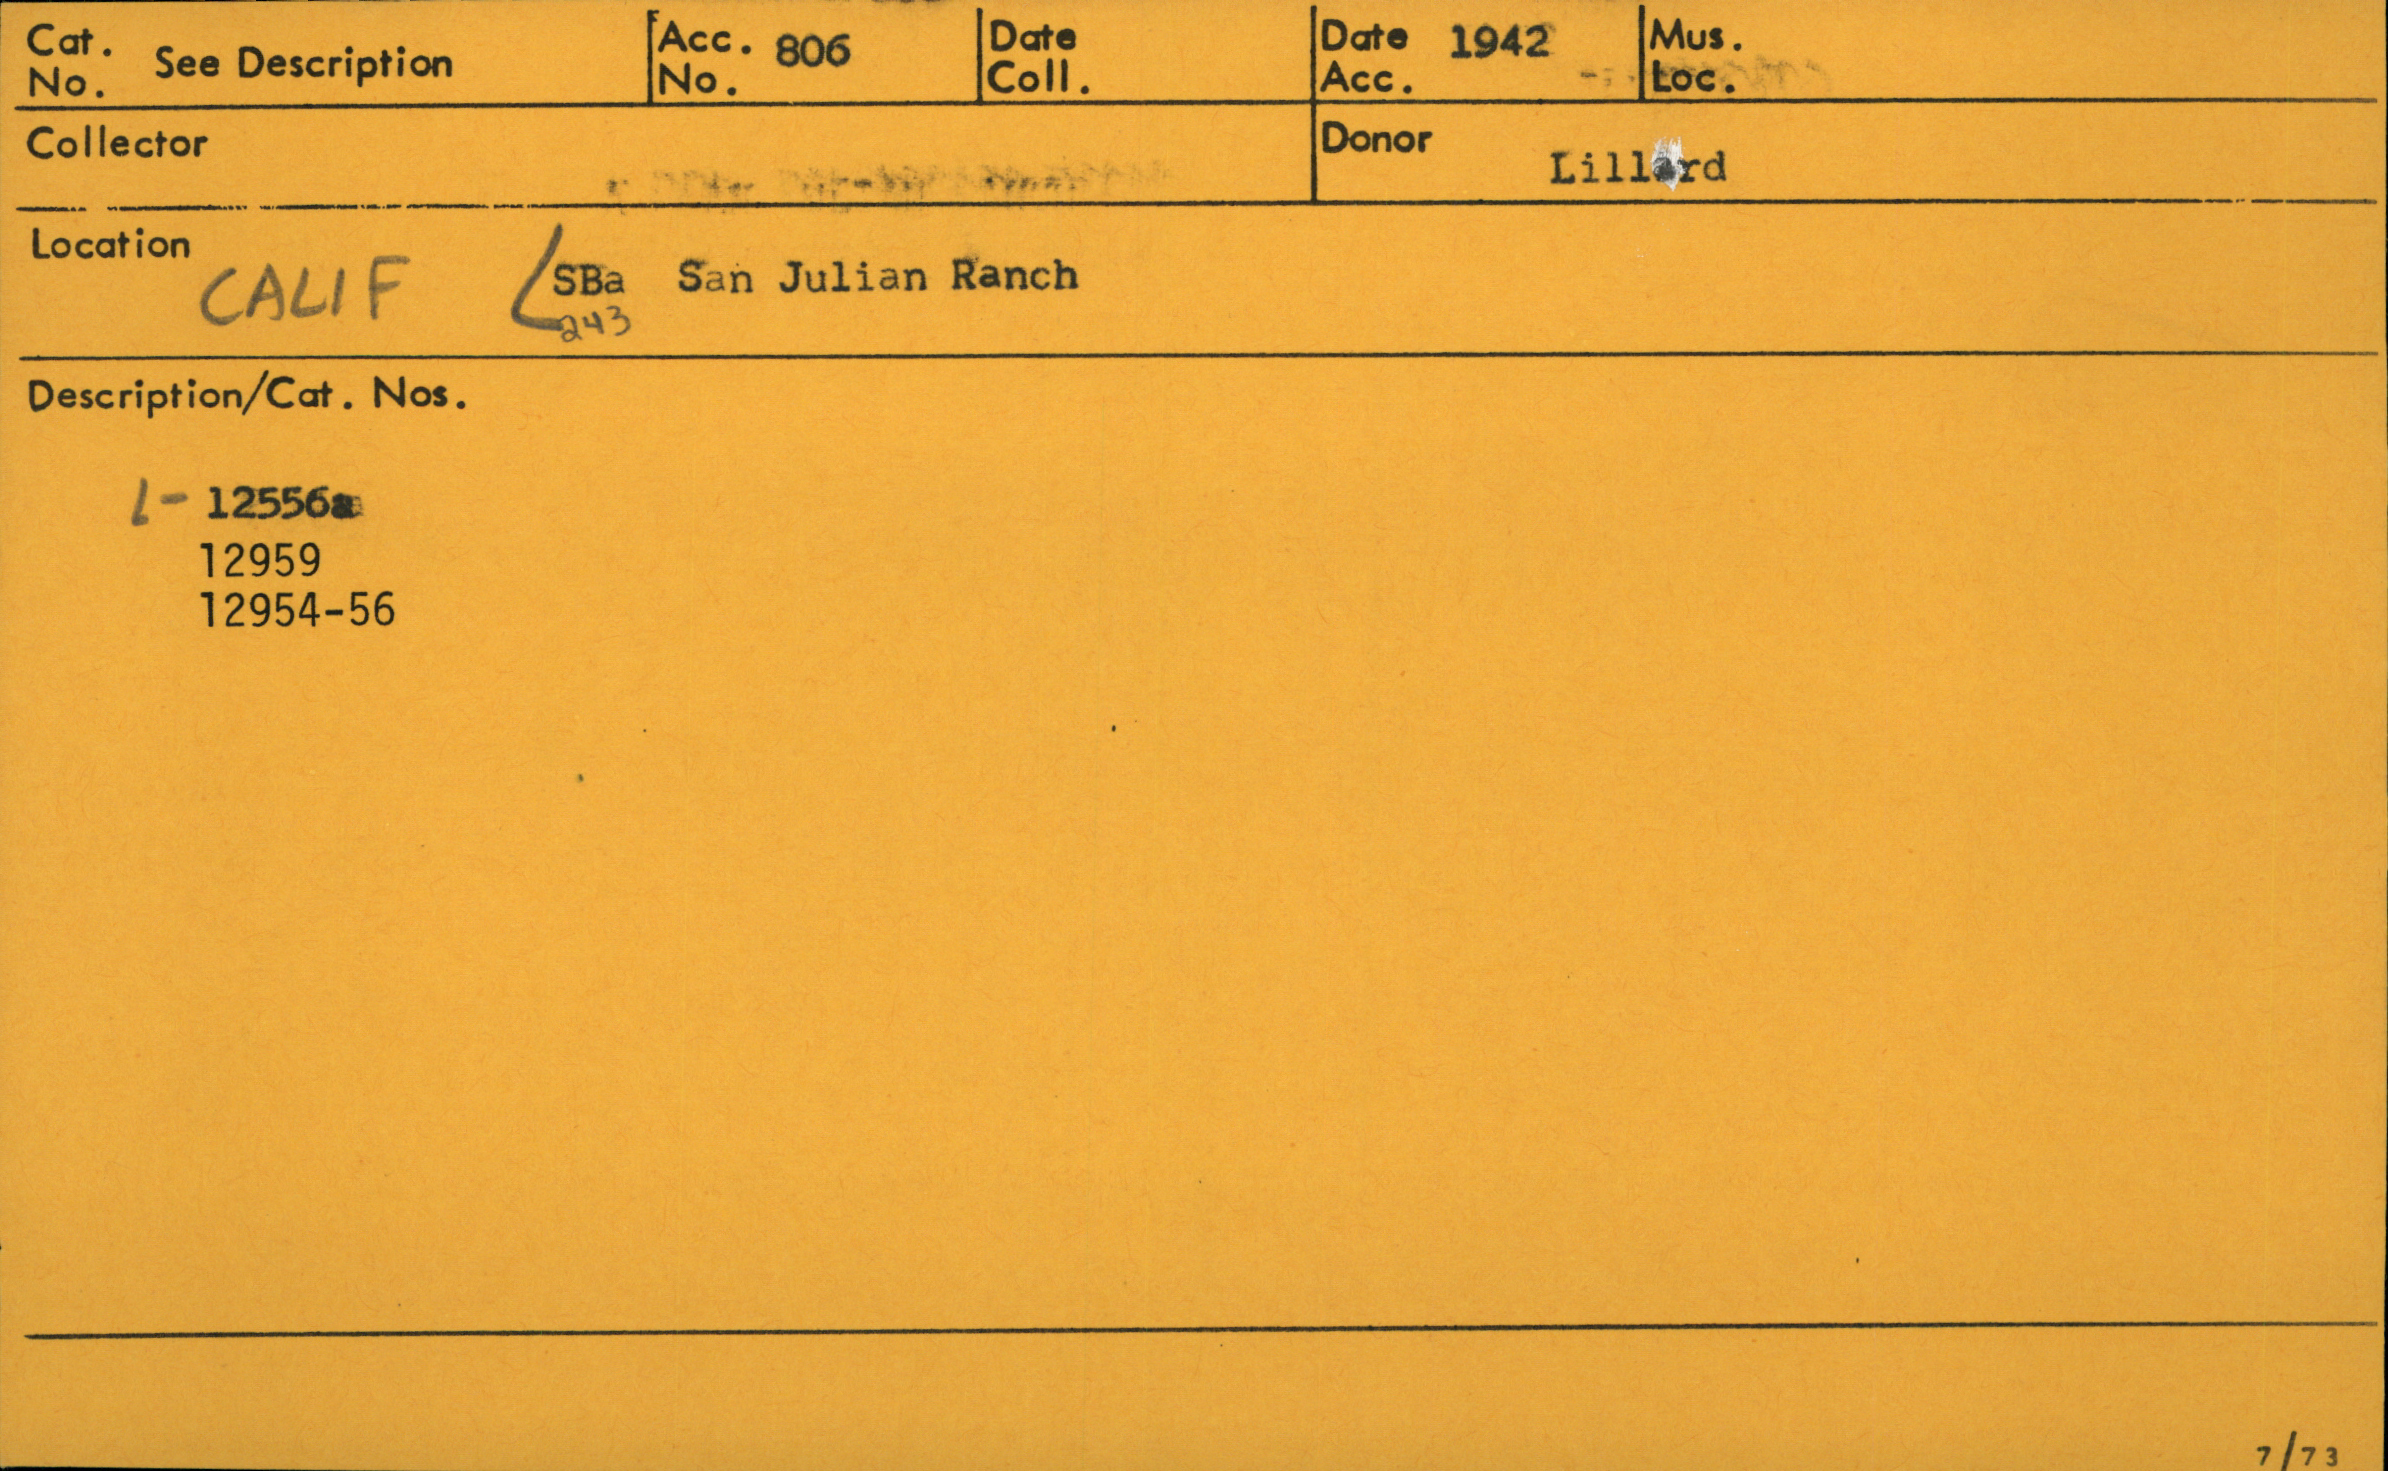 Cat. No. See Description Acc. No. 806 Date Coll. Date Acc. 1942 Mus. Loc.
Collector Donor Lillard
Location CALIF SBa San Julian Ranch
243
Description/Cat. Nos.
1- 12556a
12959
12954-56
7/73